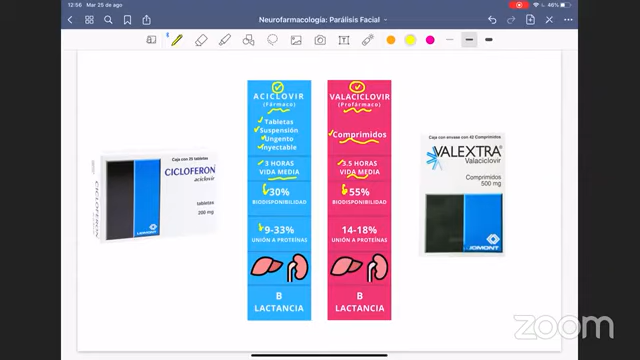 12:56 Mar 25 de ago
46%
Neurofarmacología: Parálisis Facial
ACICLOVIR
(Fármaco)
Tabletas
Suspensión
Ungento
Inyectable
3 HORAS
VIDA MEDIA
30%
BIODISPONIBILIDAD
9-33%
UNIÓN A PROTEÍNAS
B
LACTANCIA
VALACICLOVIR
(Profármaco)
Comprimidos
3.5 HORAS
VIDA MEDIA
55%
BIODISPONIBILIDAD
14-18%
UNIÓN A PROTEÍNAS
B
LACTANCIA
Caja con 25 tabletas
CICLOFERON
aciclovir
tabletas
200 mg
CICLOFERON
Caja con envase con 42 Comprimidos
VALEXTRA
Valaciclovir
Comprimidos
500 mg
LIOMONT
zoom